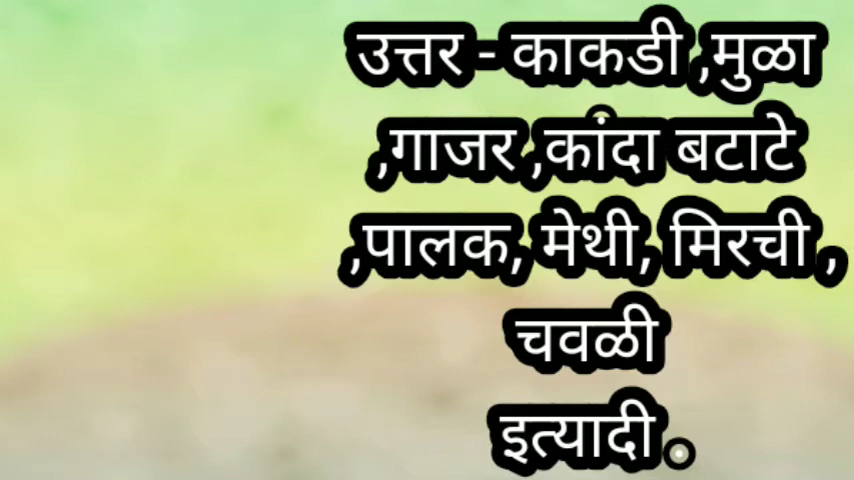 उत्तर - काकडी ,मुळा
,गाजर ,कांदा बटाटे
,पालक, मेथी, मिरची ,
चवळी
इत्यादी .